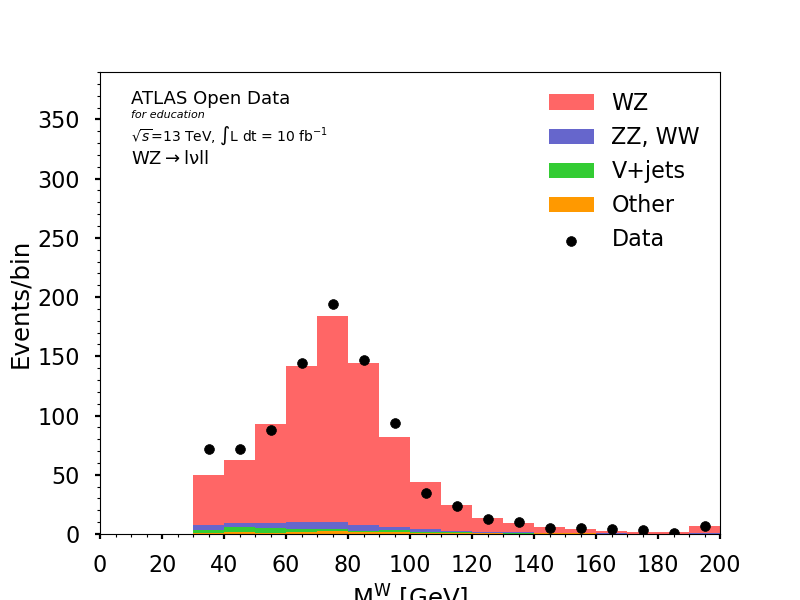 ATLAS Open Data
for education
√s=13 TeV, ∫L dt = 10 fb⁻¹
WZ → lνll
WZ
ZZ, WW
V+jets
Other
Data
Events/bin
350
300
250
200
150
100
50
0
0 20 40 60 80 100 120 140 160 180 200
Mᵂ [GeV]